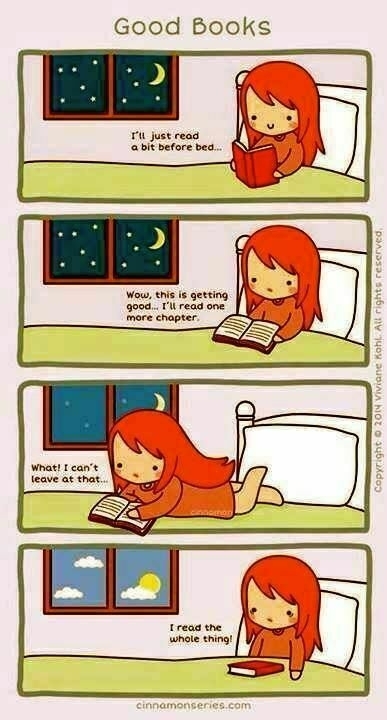 Good Books
I'll just read
a bit before bed...
Wow, this is getting
good... I'll read one
more chapter.
What! I can't
leave at that...
cinnamon
I read the
whole thing!
Copyright © 2014 Viviane Kohl. All rights reserved.
cinnamonseries.com